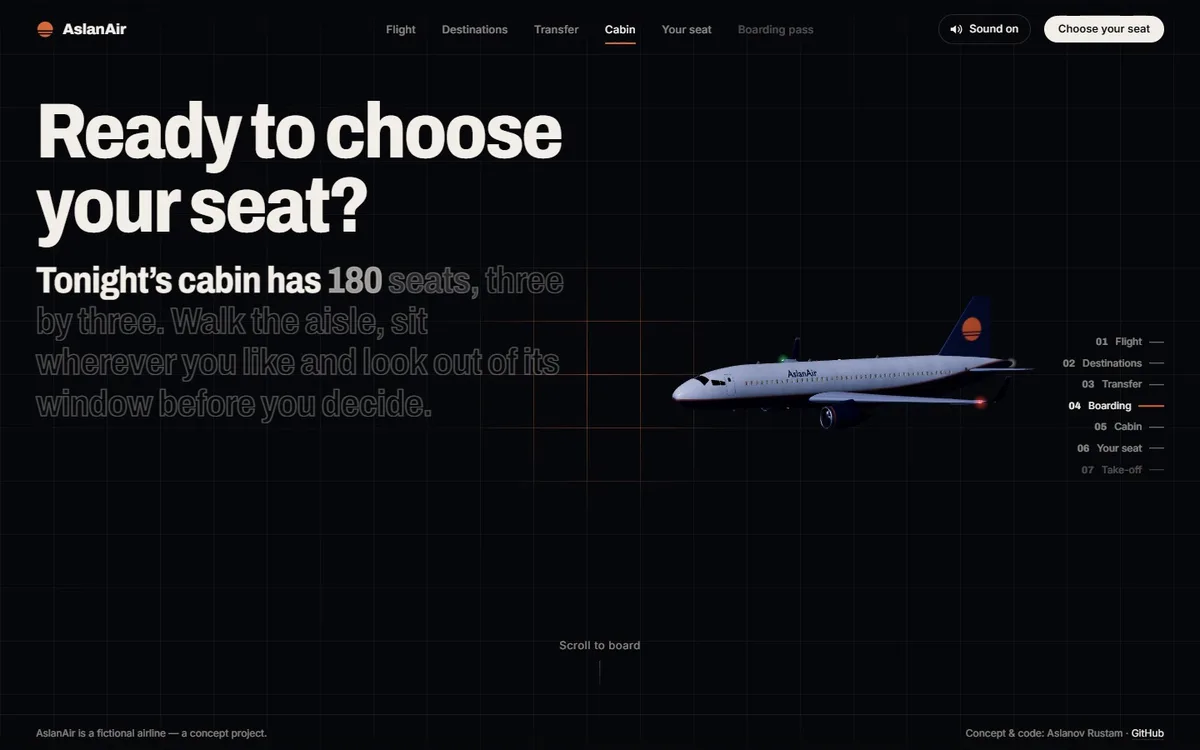 AslanAir
Flight
Destinations
Transfer
Cabin
Your seat
Boarding pass
Sound on
Choose your seat
Ready to choose
your seat?
Tonight’s cabin has 180 seats, three
by three. Walk the aisle, sit
wherever you like and look out of its
window before you decide.
AslanAir
01 Flight
02 Destinations
03 Transfer
04 Boarding
05 Cabin
06 Your seat
07 Take-off
Scroll to board
AslanAir is a fictional airline — a concept project.
Concept & code: Aslanov Rustam · GitHub